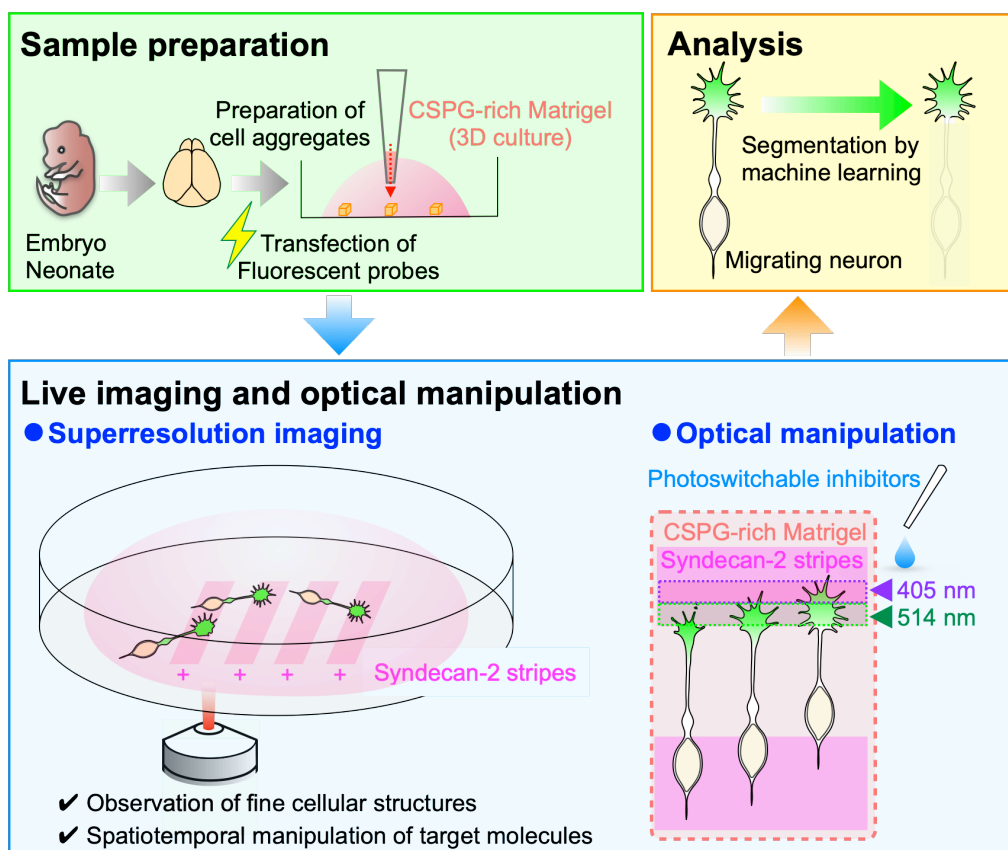 Sample preparation
Preparation of
cell aggregates
CSPG-rich Matrigel
(3D culture)
Embryo
Neonate
Transfection of
Fluorescent probes
Analysis
Segmentation by
machine learning
Migrating neuron
Live imaging and optical manipulation
● Superresolution imaging
+ + + +
Syndecan-2 stripes
✔ Observation of fine cellular structures
✔ Spatiotemporal manipulation of target molecules
● Optical manipulation
Photoswitchable inhibitors
CSPG-rich Matrigel
Syndecan-2 stripes
405 nm
514 nm